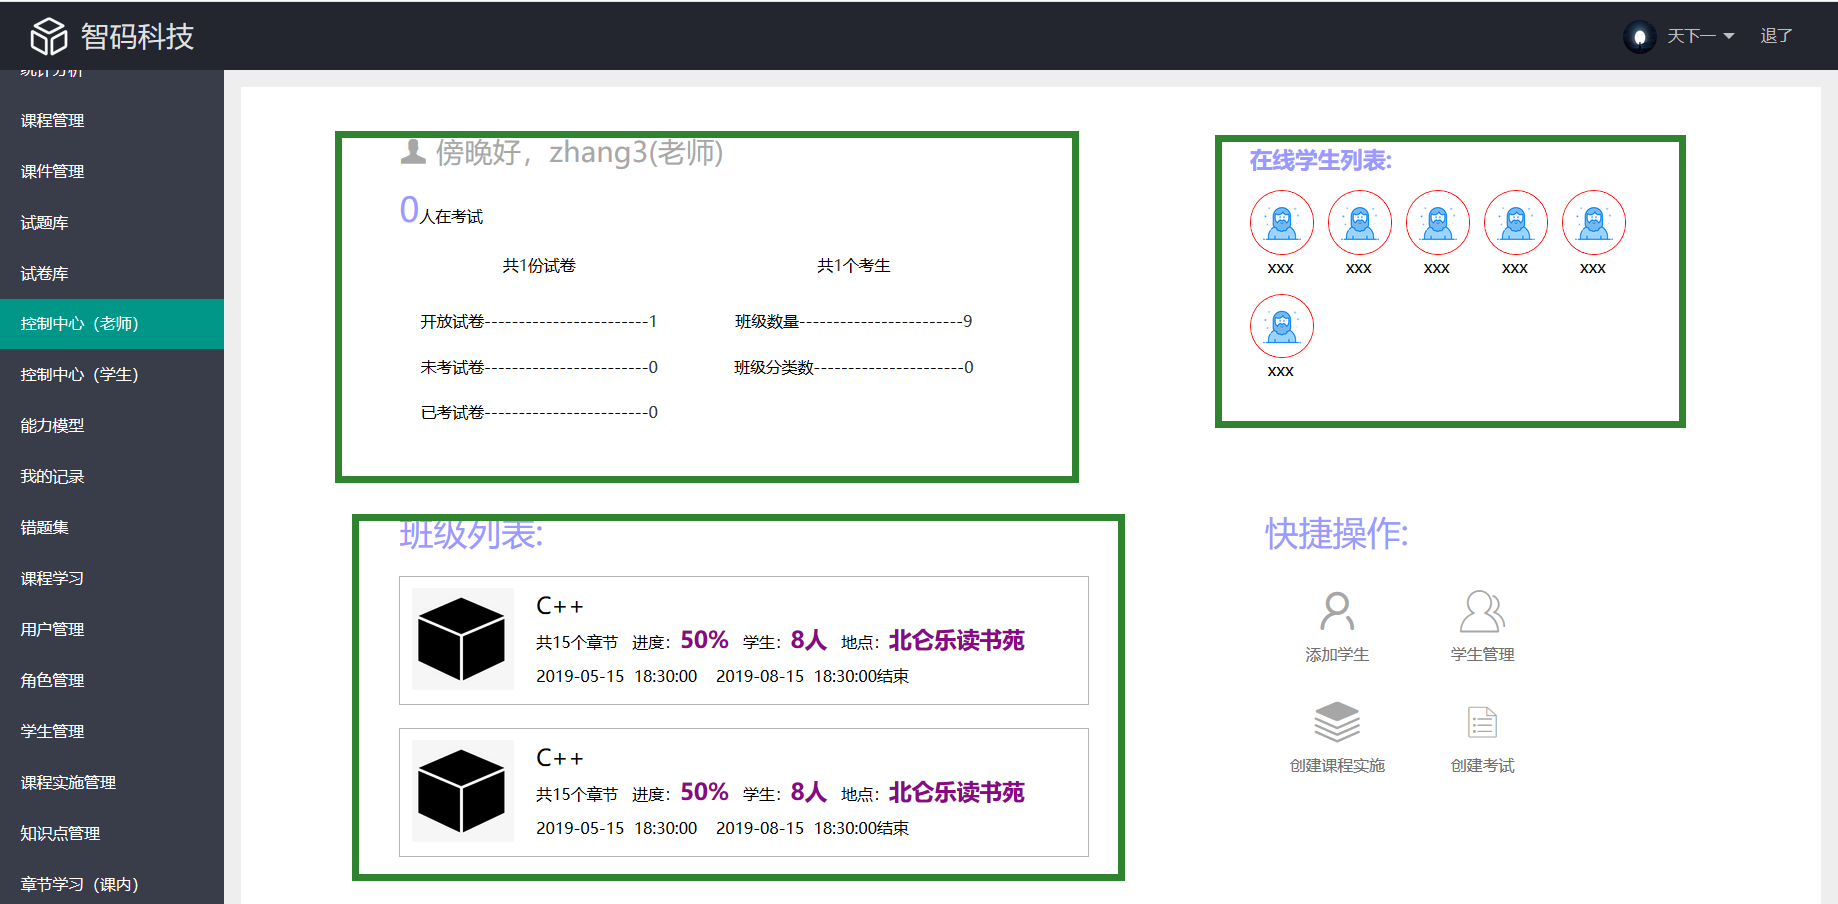 智码科技
天下一
退了
统计分析
课程管理
课件管理
试题库
试卷库
控制中心（老师）
控制中心（学生）
能力模型
我的记录
错题集
课程学习
用户管理
角色管理
学生管理
课程实施管理
知识点管理
章节学习（课内）
傍晚好，zhang3(老师)
0人在考试
共1份试卷
开放试卷------------------------1
未考试卷------------------------0
已考试卷------------------------0
共1个考生
班级数量------------------------9
班级分类数----------------------0
在线学生列表:
xxx xxx xxx xxx xxx
xxx
班级列表:
C++
共15个章节 进度：50% 学生：8人 地点：北仑乐读书苑
2019-05-15 18:30:00 2019-08-15 18:30:00结束
C++
共15个章节 进度：50% 学生：8人 地点：北仑乐读书苑
2019-05-15 18:30:00 2019-08-15 18:30:00结束
快捷操作:
添加学生 学生管理
创建课程实施 创建考试